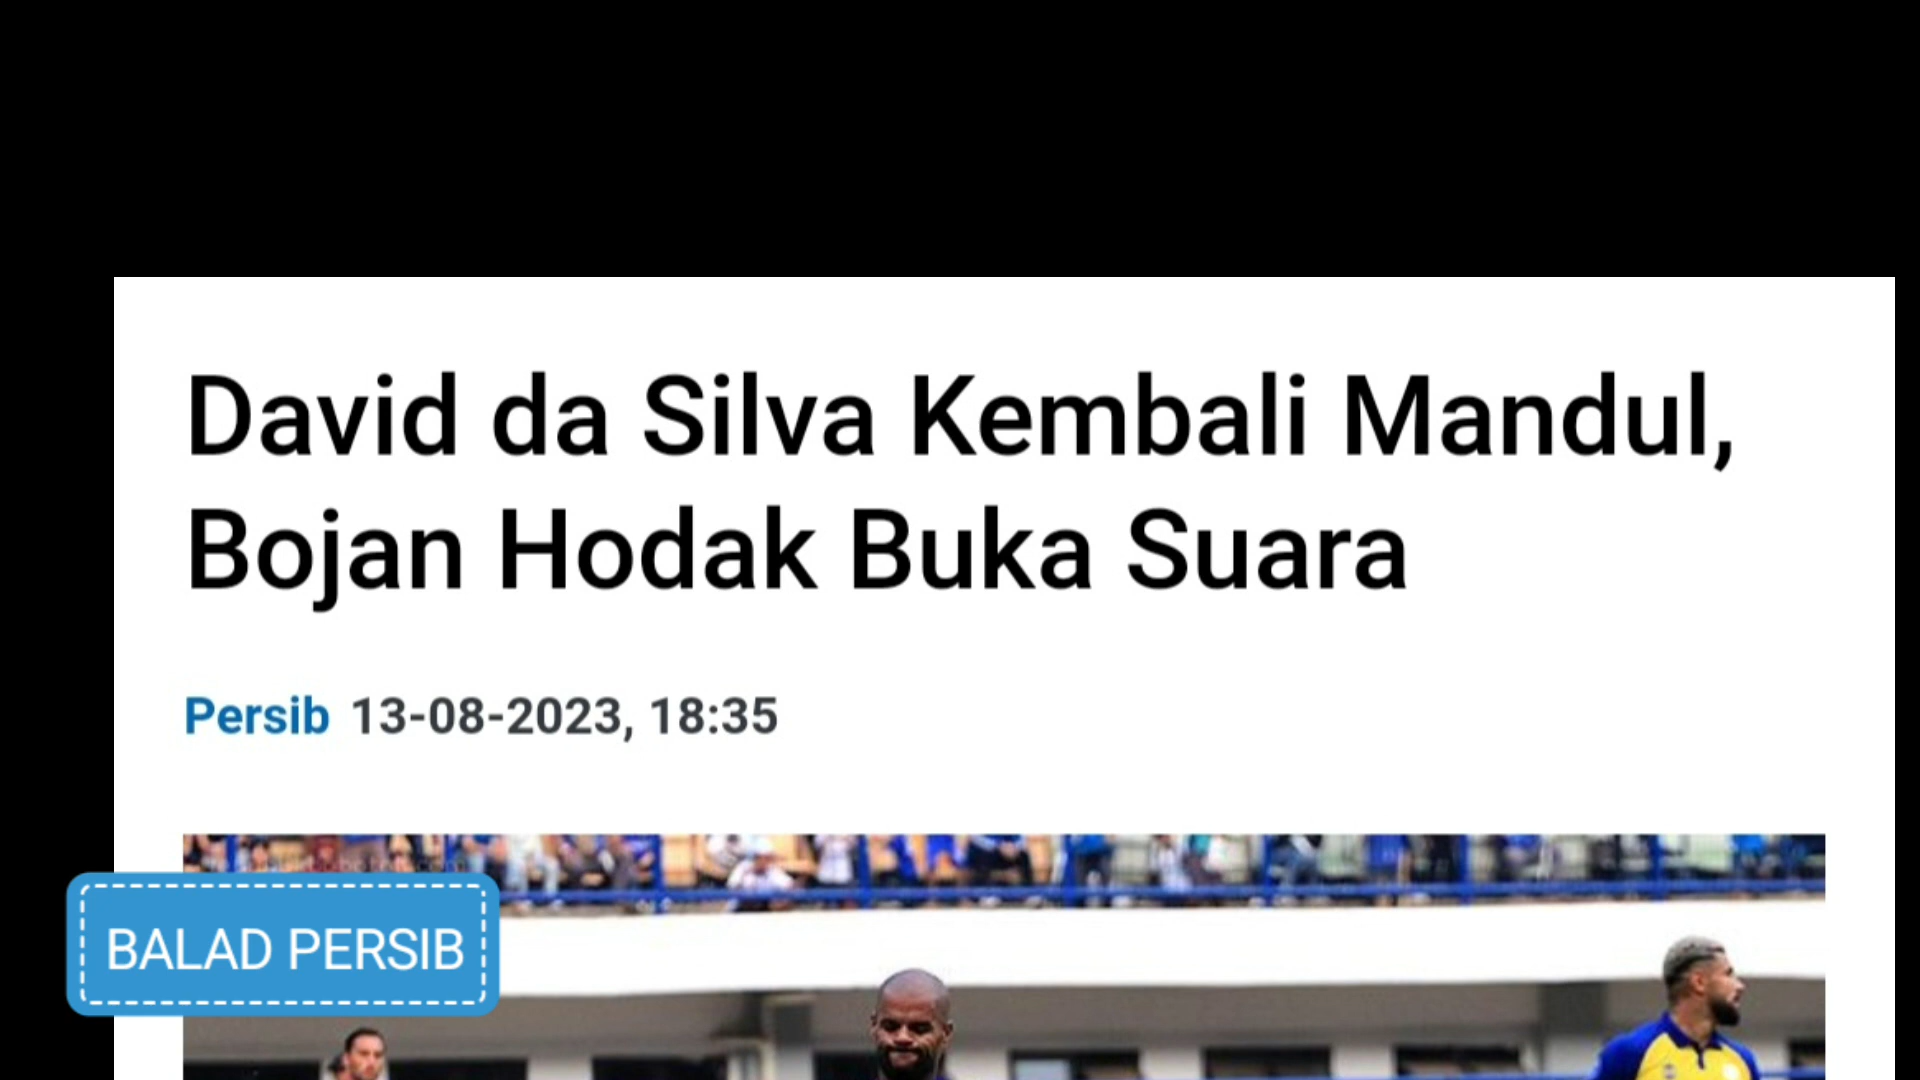 David da Silva Kembali Mandul,
Bojan Hodak Buka Suara
Persib 13-08-2023, 18:35
BALAD PERSIB